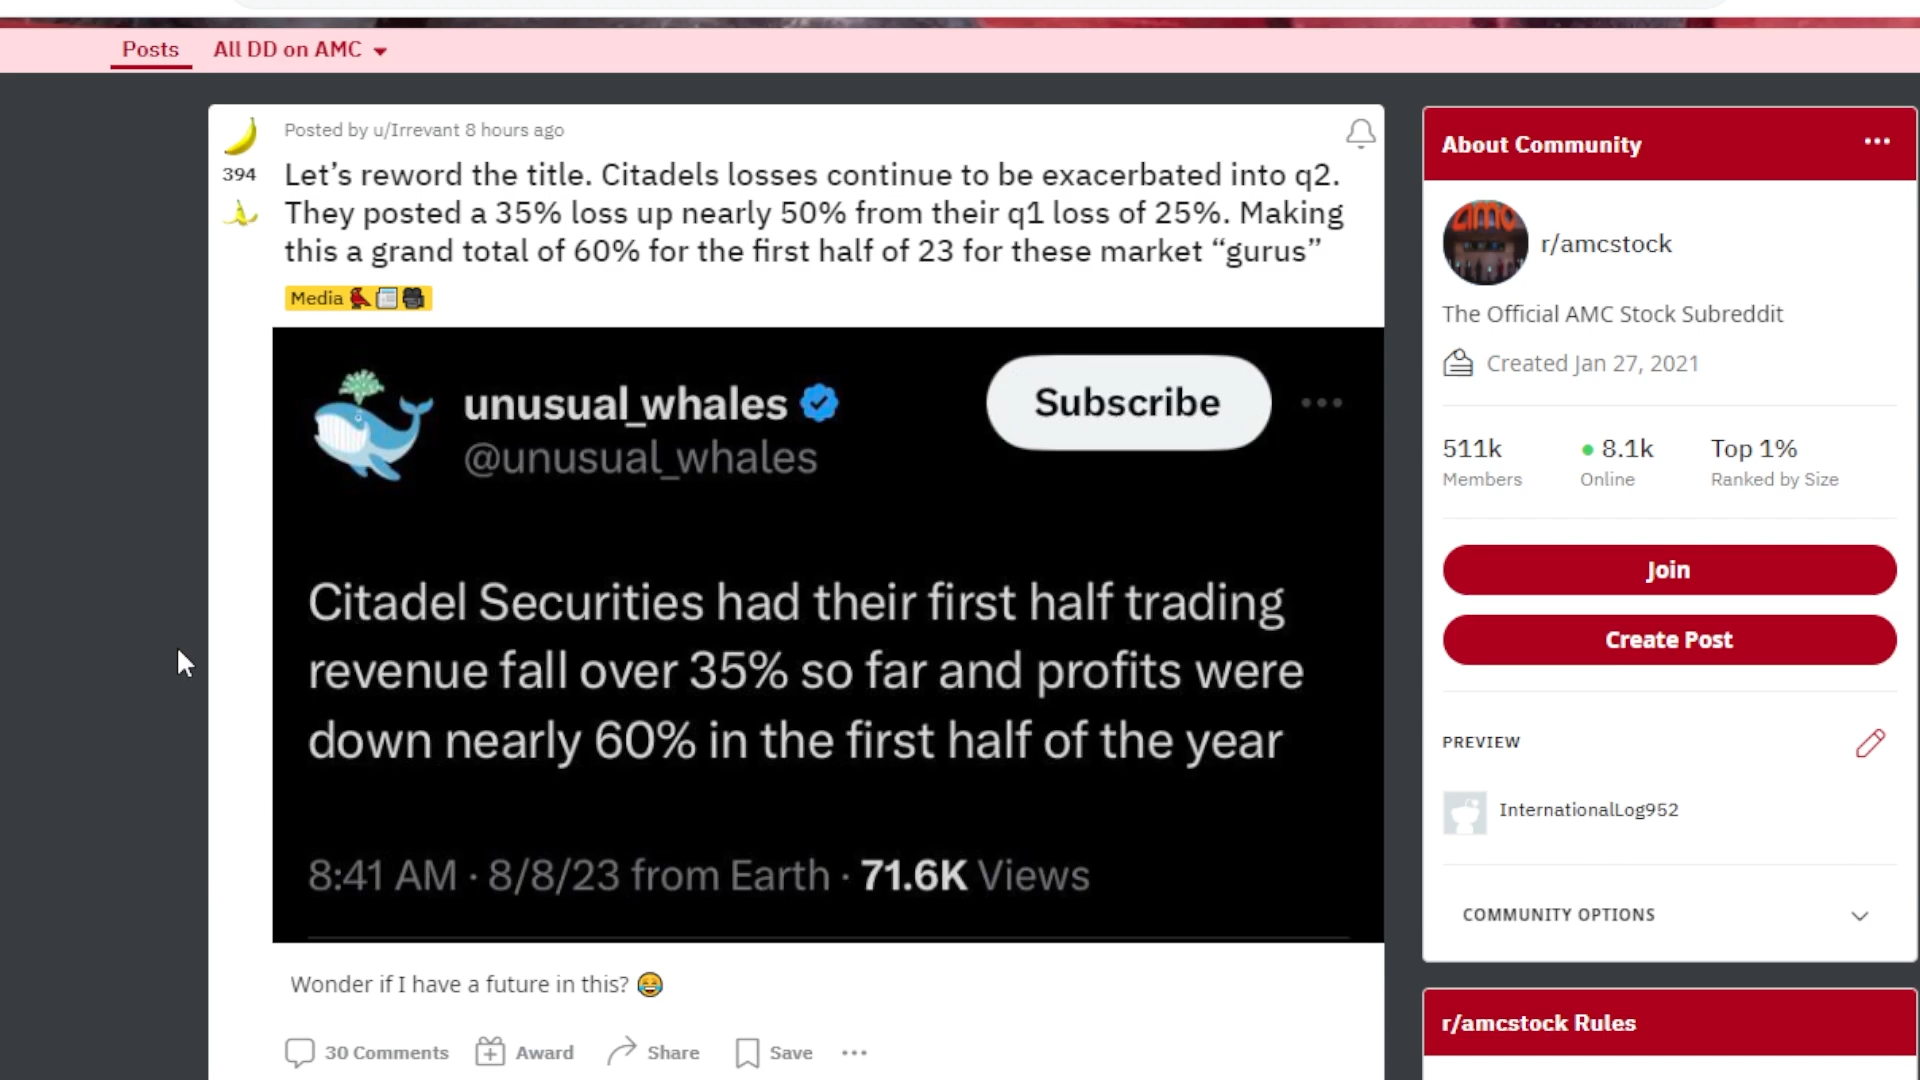 Posts
All DD on AMC
Posted by u/Irrevant 8 hours ago
394
Let’s reword the title. Citadels losses continue to be exacerbated into q2.
They posted a 35% loss up nearly 50% from their q1 loss of 25%. Making
this a grand total of 60% for the first half of 23 for these market “gurus”
Media
unusual_whales
@unusual_whales
Subscribe
Citadel Securities had their first half trading
revenue fall over 35% so far and profits were
down nearly 60% in the first half of the year
8:41 AM · 8/8/23 from Earth · 71.6K Views
Wonder if I have a future in this? 😂
30 Comments
Award
Share
Save
About Community
amc
r/amcstock
The Official AMC Stock Subreddit
Created Jan 27, 2021
511k
8.1k
Top 1%
Members
Online
Ranked by Size
Join
Create Post
PREVIEW
InternationalLog952
COMMUNITY OPTIONS
r/amcstock Rules